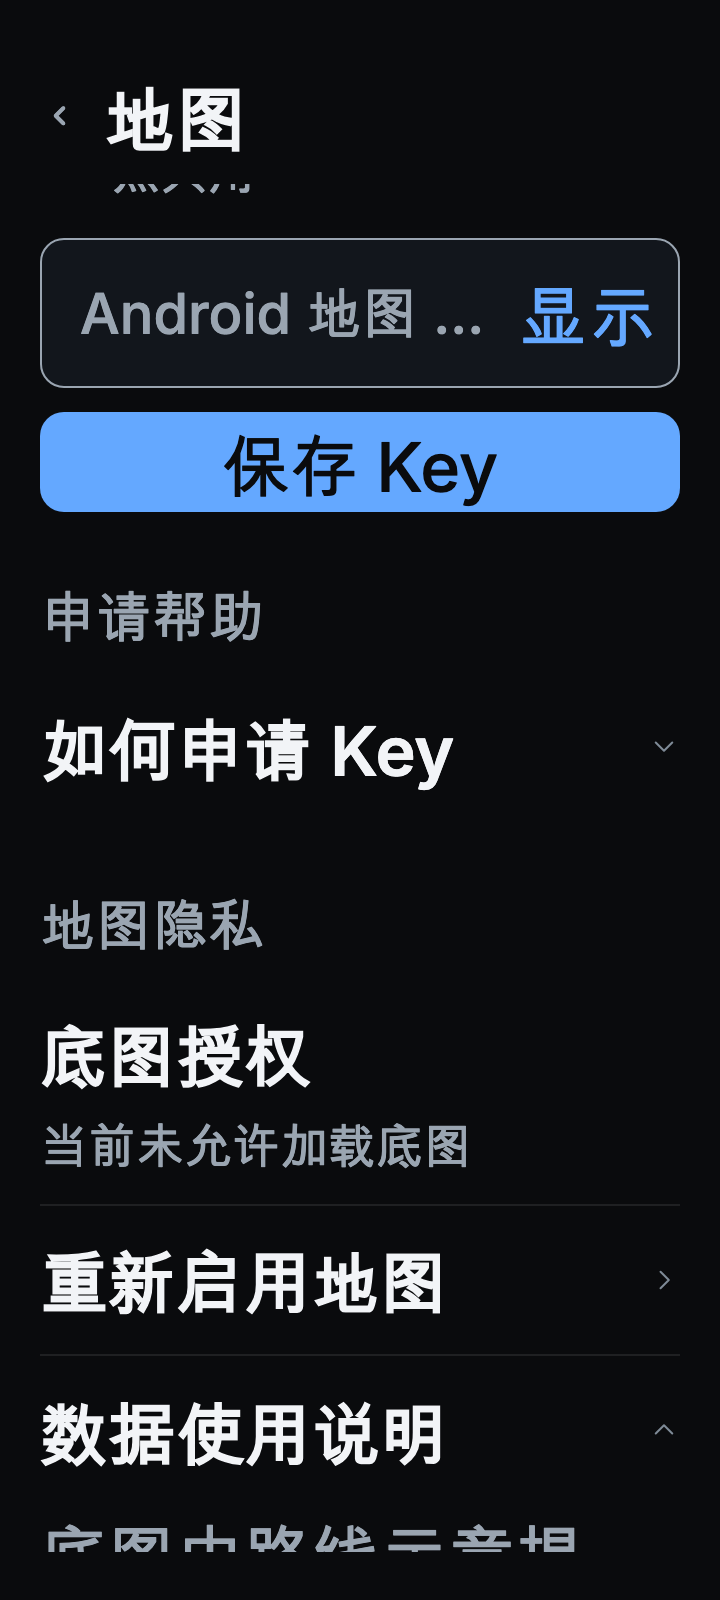 地图
Android 地图 ... 显示
保存 Key
申请帮助
如何申请 Key
地图隐私
底图授权
当前未允许加载底图
重新启用地图
数据使用说明